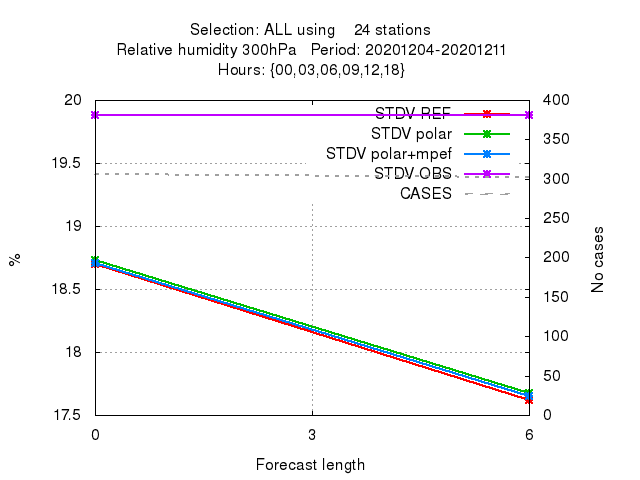 Selection: ALL using 24 stations
Relative humidity 300hPa Period: 20201204-20201211
Hours: {00,03,06,09,12,18}
20
19.5
19
18.5
18
17.5
%
400
350
300
250
200
150
100
50
0
No cases
STDV REF
STDV polar
STDV polar+mpef
STDV OBS
CASES
0
3
6
Forecast length